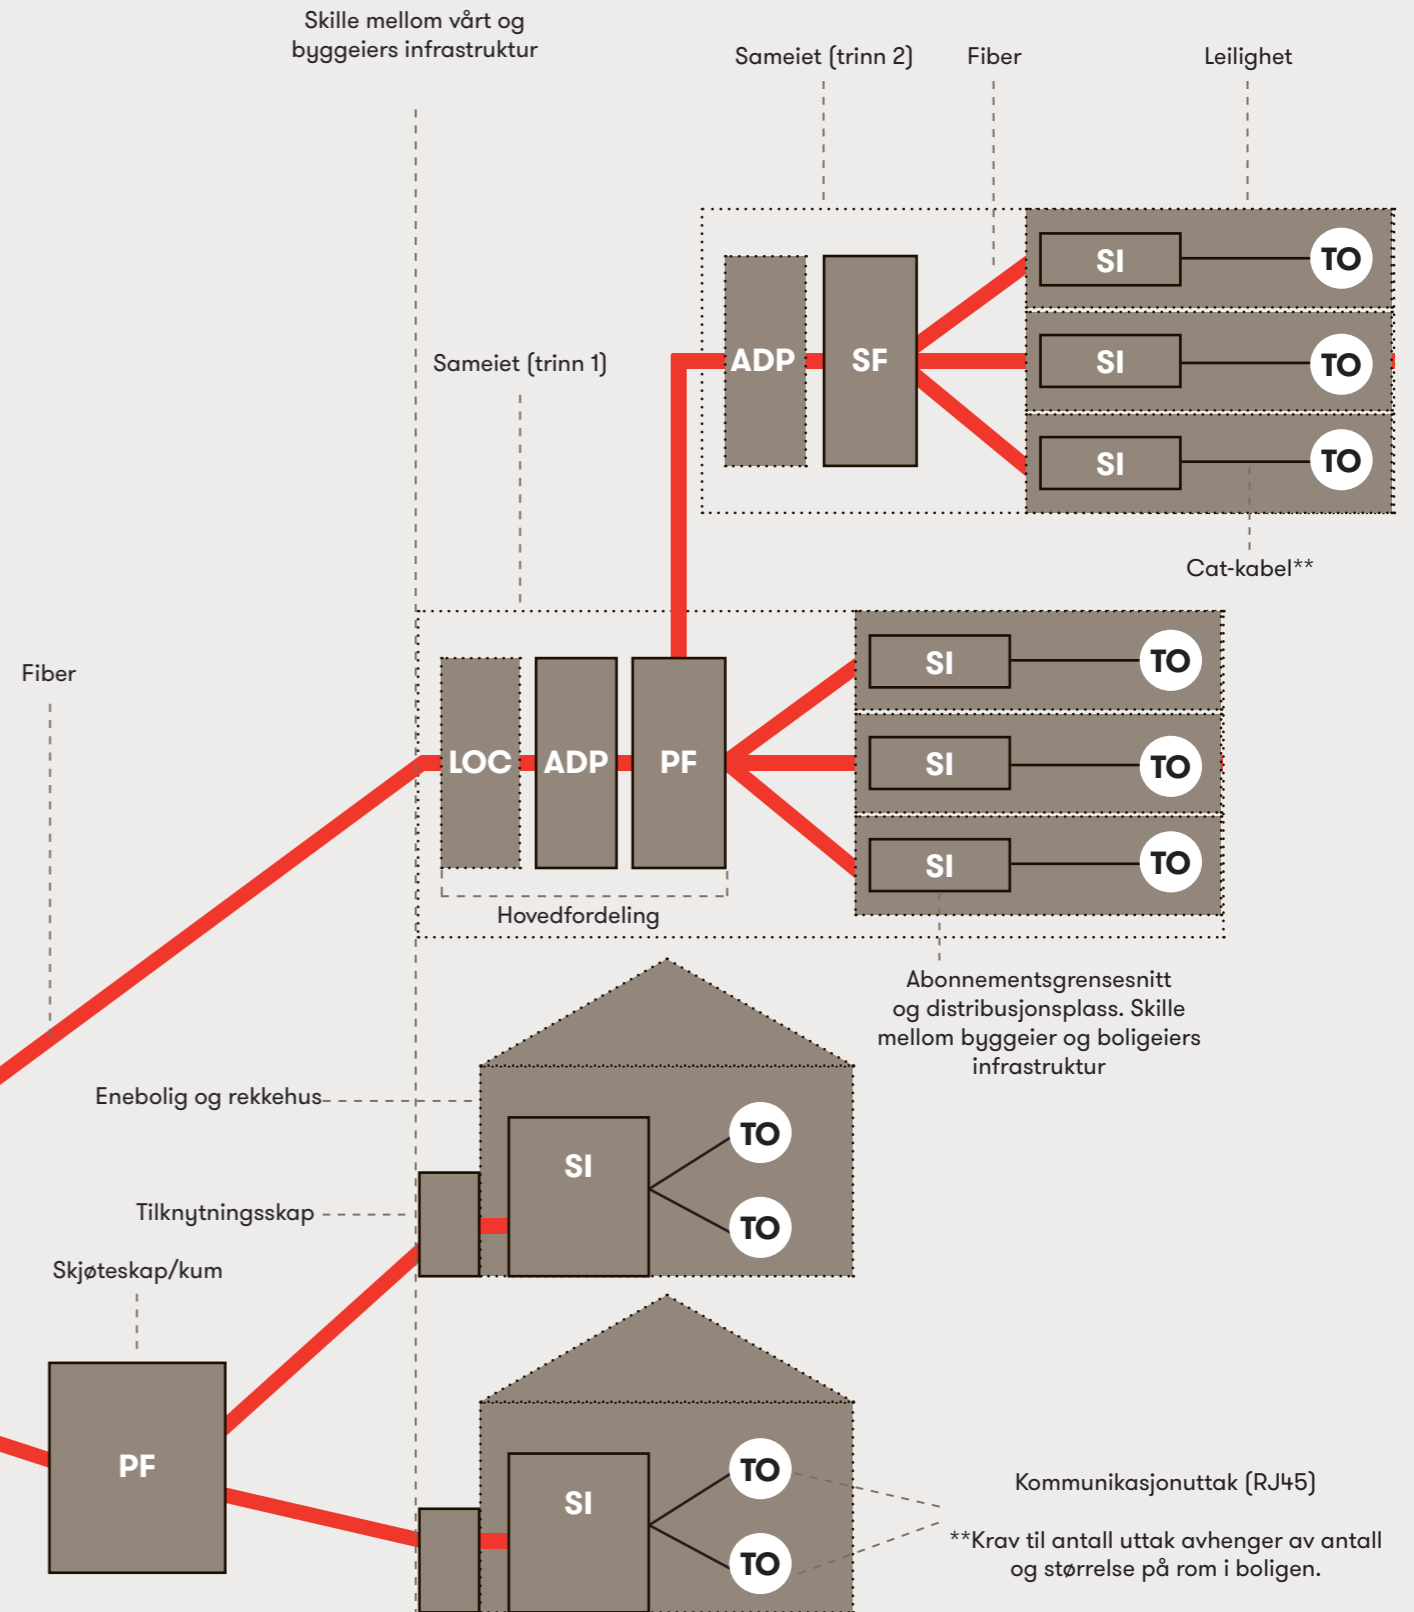 Skille mellom vårt og
byggeiers infrastruktur
Sameiet (trinn 2)
Fiber
Leilighet
SI
TO
ADP
SF
SI
TO
SI
TO
Cat-kabel**
Sameiet (trinn 1)
Fiber
SI
TO
LOC
ADP
PF
SI
TO
SI
TO
Hovedfordeling
Abonnementsgrensesnitt
og distribusjonsplass. Skille
mellom byggeier og boligeiers
infrastruktur
Enebolig og rekkehus
SI
TO
TO
Tilknytningsskap
Skjøteskap/kum
PF
SI
TO
TO
Kommunikasjonuttak (RJ45)
**Krav til antall uttak avhenger av antall
og størrelse på rom i boligen.